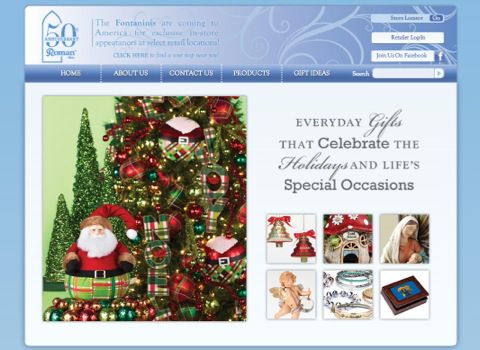 50th
ANNIVERSARY
Roman
Inc.
The Fontaninis are coming to
America for exclusive in-store
appearances at select retail locations!
CLICK HERE to find a tour stop near you!
Store Locator Go
Retailer LogIn
Join Us On Facebook f
HOME ABOUT US CONTACT US PRODUCTS GIFT IDEAS Search
EVERYDAY Gifts
THAT Celebrate THE
Holidays AND LIFE'S
Special Occasions